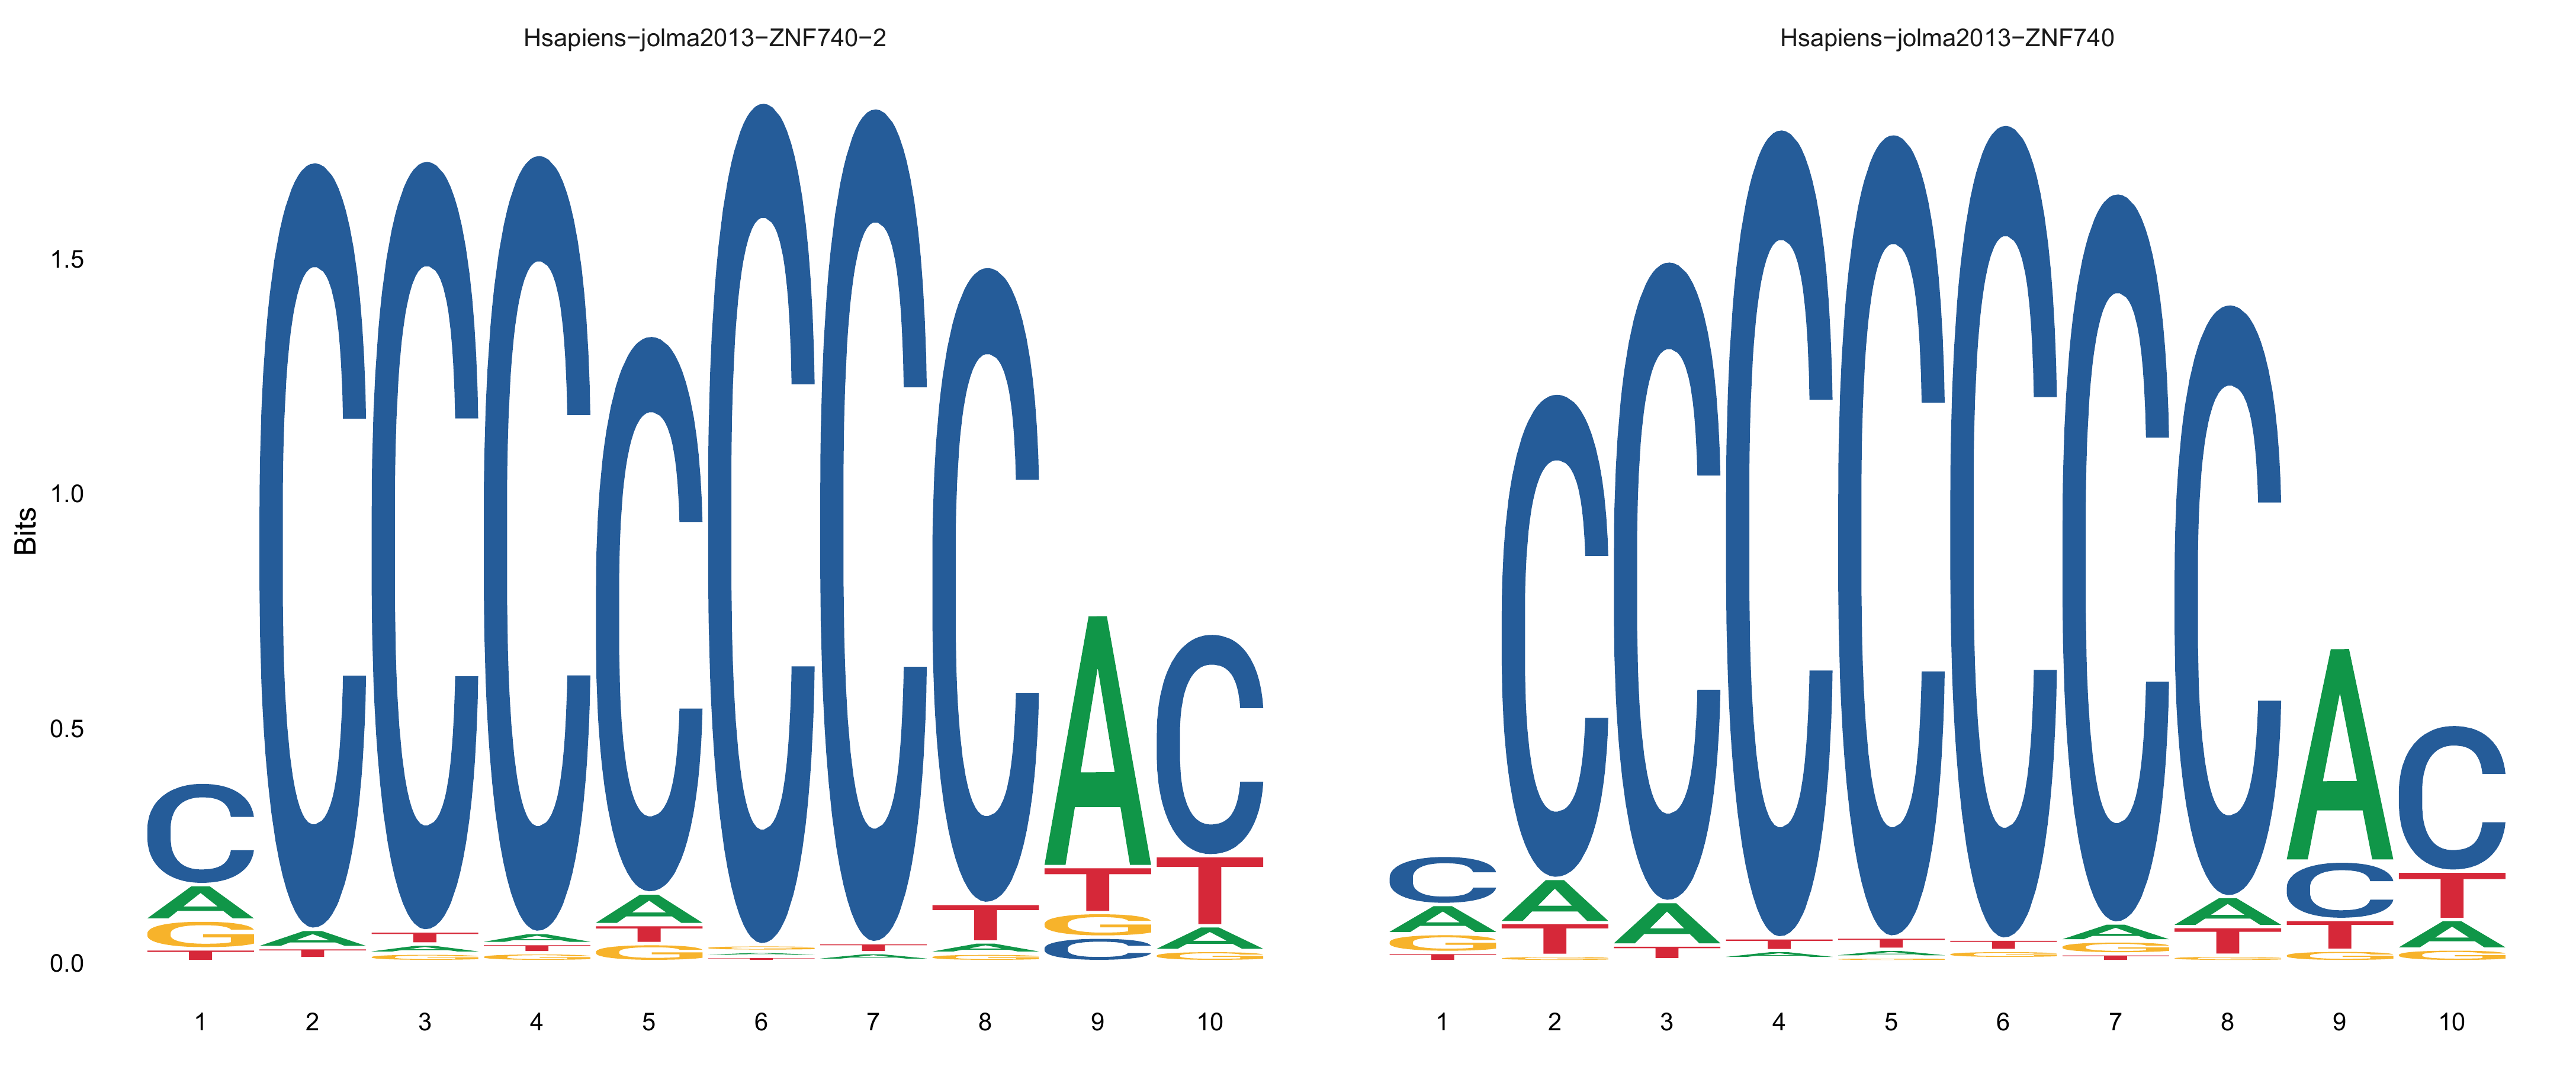 Hsapiens−jolma2013−ZNF740−2
Hsapiens−jolma2013−ZNF740
Bits
1.5
1.0
0.5
0.0
C C C C C C C C A C
A A T A A G T T T T
G T A T T A A A G A
T G G G T G C G
C C C C C C C C A C
A A A T T T A A C T
G T T A A G G T T A
T G G T G G G
1 2 3 4 5 6 7 8 9 10
1 2 3 4 5 6 7 8 9 10